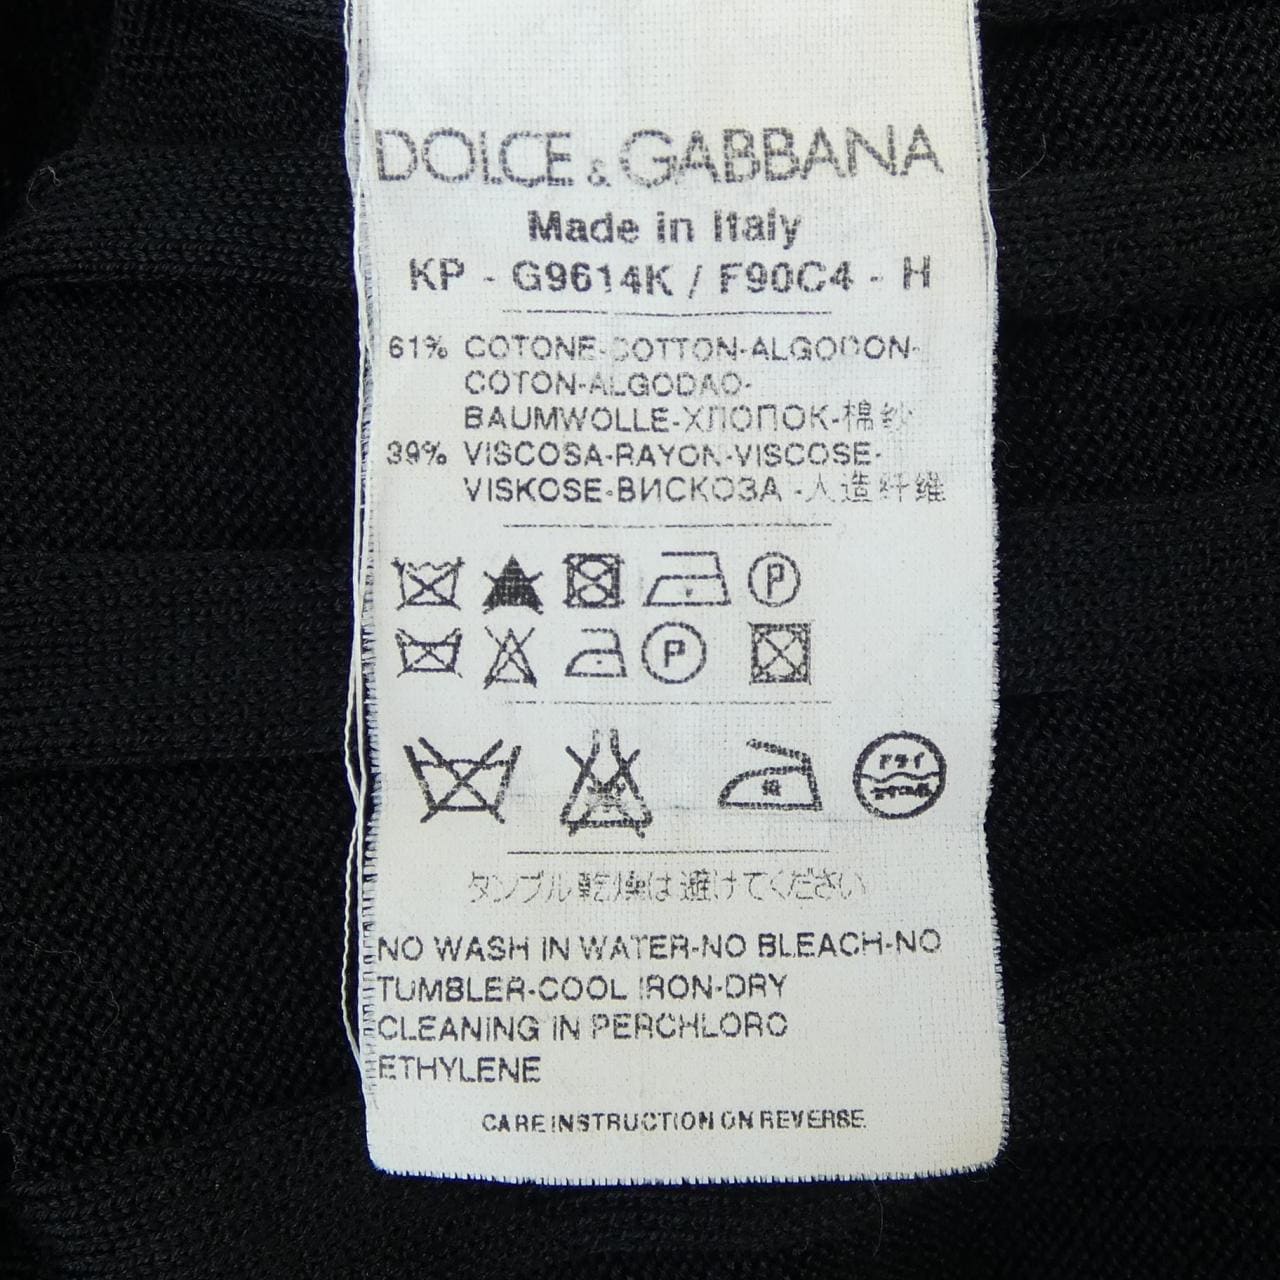 DOLCE & GABBANA
Made in Italy
KP - G9614K / F90C4 - H
61% COTONE-COTTON-ALGODON-
COTON-ALGODAO-
BAUMWOLLE-ХЛОПОК-棉纱
39% VISCOSA-RAYON-VISCOSE-
VISKOSE-ВИСКОЗА -人造纤维
P
P
ドライ
タンブル乾燥は避けてください
NO WASH IN WATER-NO BLEACH-NO
TUMBLER-COOL IRON-DRY
CLEANING IN PERCHLORO
ETHYLENE
CARE INSTRUCTION ON REVERSE